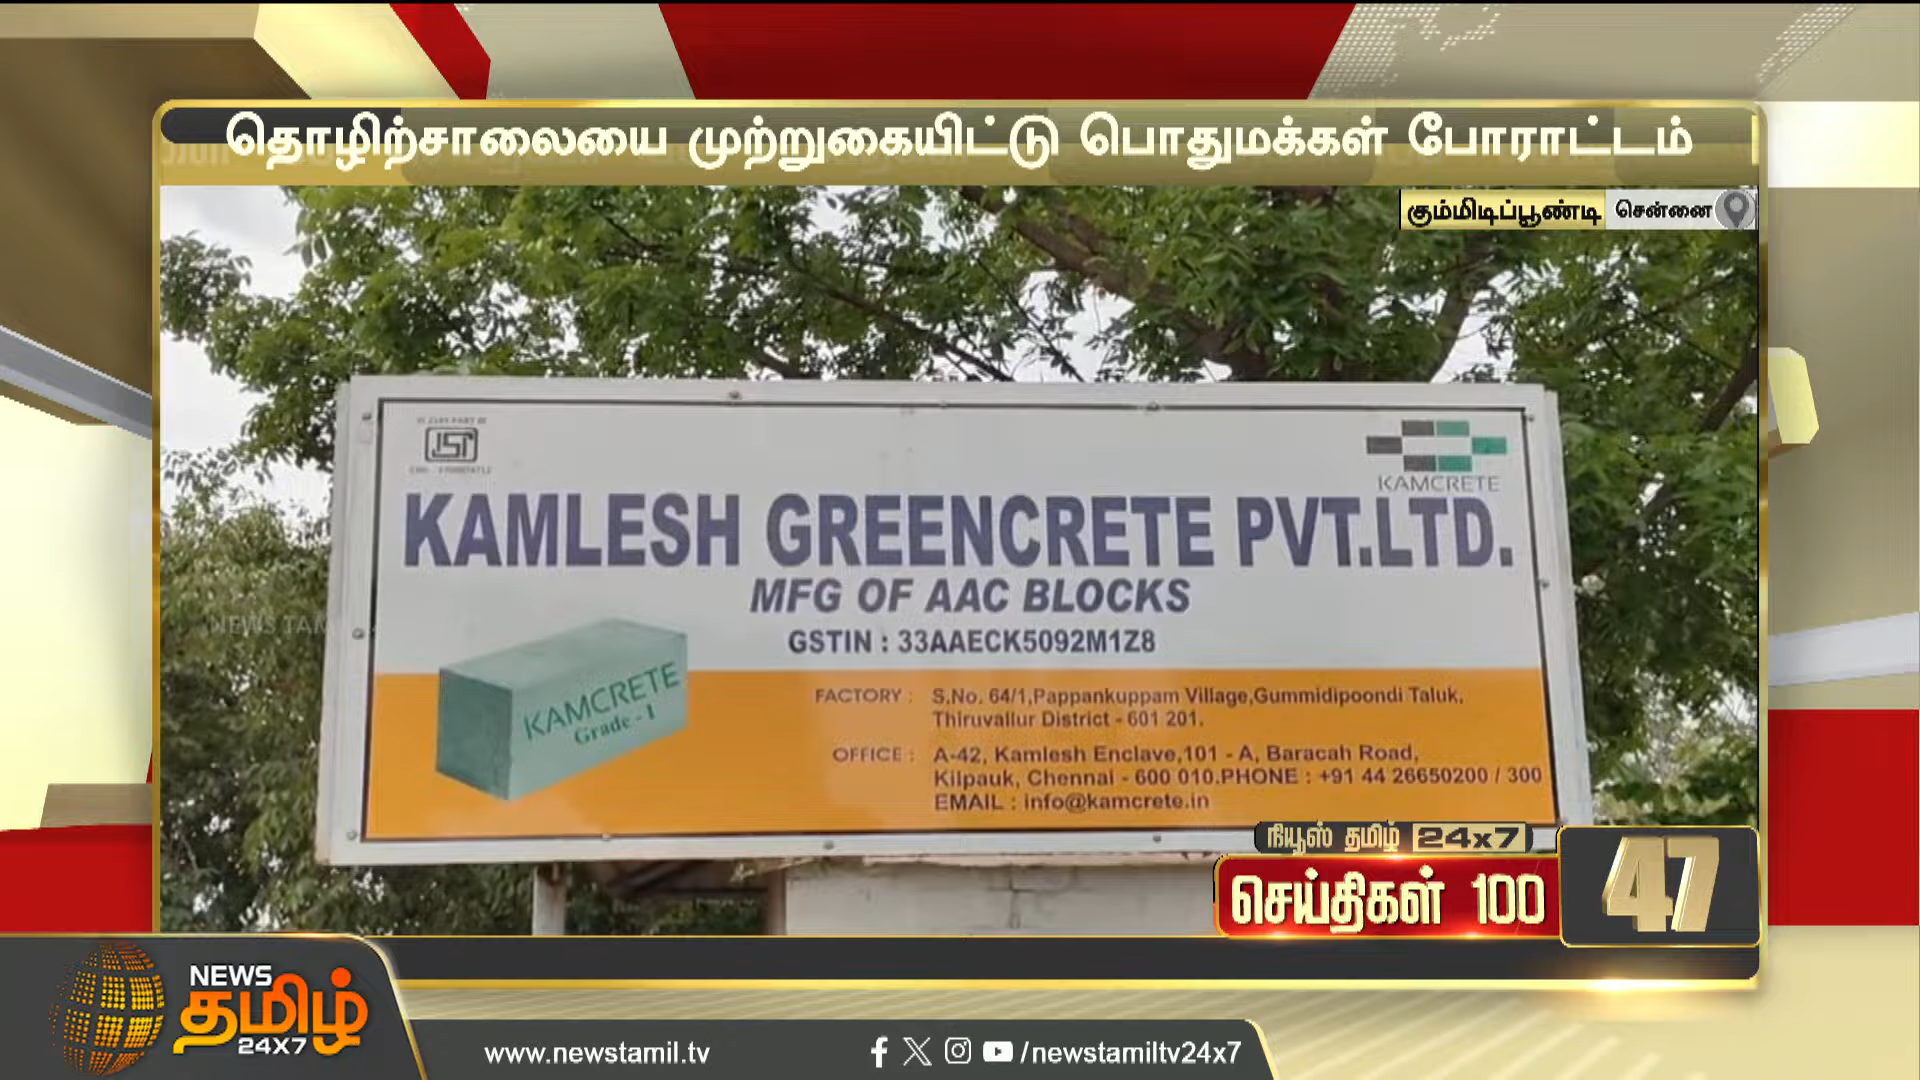 தொழிற்சாலையை முற்றுகையிட்டு பொதுமக்கள் போராட்டம்
கும்மிடிப்பூண்டி சென்னை
KAMCRETE
KAMLESH GREENCRETE PVT.LTD.
MFG OF AAC BLOCKS
GSTIN : 33AAECK5092M1Z8
KAMCRETE
Grade - 1
FACTORY : S.No. 64/1,Pappankuppam Village,Gummidipoondi Taluk,
Thiruvallur District - 601 201.
OFFICE : A-42, Kamlesh Enclave,101 - A, Baracah Road,
Kilpauk, Chennai - 600 010.PHONE : +91 44 26650200 / 300
EMAIL : info@kamcrete.in
NEWS TAM
நியூஸ் தமிழ் 24x7
செய்திகள் 100
47
NEWS
தமிழ்
24X7
www.newstamil.tv
/newstamiltv24x7